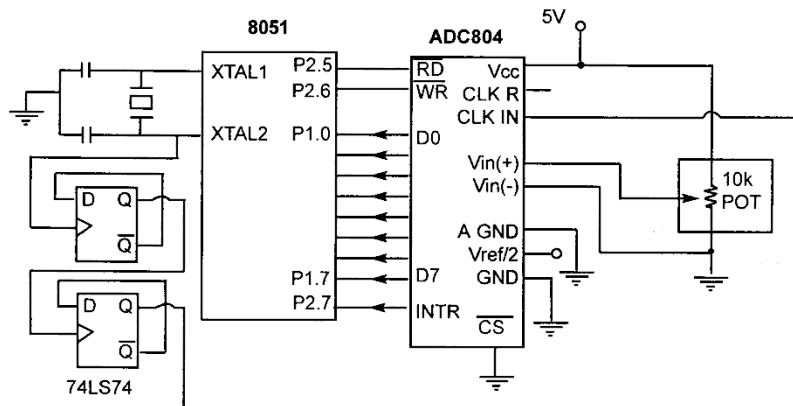 8051
ADC804
5V
XTAL1
XTAL2
P2.5
P2.6
P1.0
P1.7
P2.7
RD
WR
D0
D7
INTR
Vcc
CLK R
CLK IN
Vin(+)
Vin(-)
A GND
Vref/2
GND
CS
10k
POT
D Q
Q
D Q
Q
74LS74